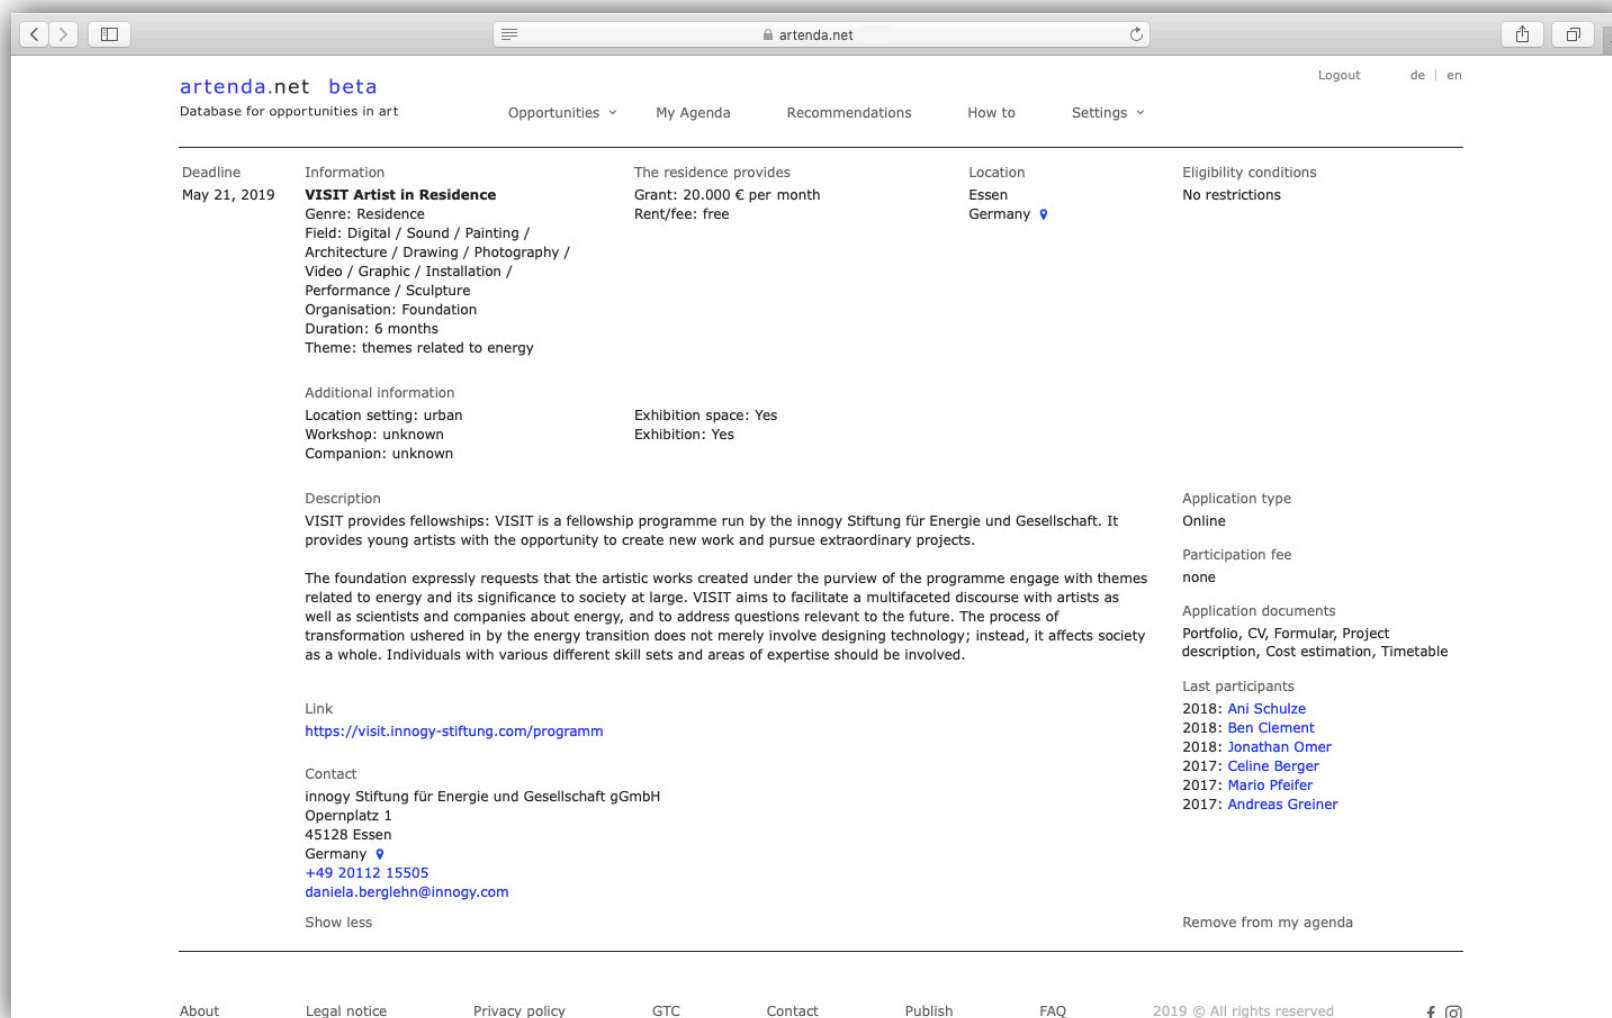 artenda.net
artenda.net beta
Database for opportunities in art
Logout de | en
Opportunities My Agenda Recommendations How to Settings
Deadline
May 21, 2019
Information
VISIT Artist in Residence
Genre: Residence
Field: Digital / Sound / Painting /
Architecture / Drawing / Photography /
Video / Graphic / Installation /
Performance / Sculpture
Organisation: Foundation
Duration: 6 months
Theme: themes related to energy
The residence provides
Grant: 20.000 € per month
Rent/fee: free
Location
Essen
Germany
Eligibility conditions
No restrictions
Additional information
Location setting: urban
Workshop: unknown
Companion: unknown
Exhibition space: Yes
Exhibition: Yes
Description
VISIT provides fellowships: VISIT is a fellowship programme run by the innogy Stiftung für Energie und Gesellschaft. It
provides young artists with the opportunity to create new work and pursue extraordinary projects.
The foundation expressly requests that the artistic works created under the purview of the programme engage with themes
related to energy and its significance to society at large. VISIT aims to facilitate a multifaceted discourse with artists as
well as scientists and companies about energy, and to address questions relevant to the future. The process of
transformation ushered in by the energy transition does not merely involve designing technology; instead, it affects society
as a whole. Individuals with various different skill sets and areas of expertise should be involved.
Link
https://visit.innogy-stiftung.com/programm
Contact
innogy Stiftung für Energie und Gesellschaft gGmbH
Opernplatz 1
45128 Essen
Germany
+49 20112 15505
daniela.berglehn@innogy.com
Show less
Application type
Online
Participation fee
none
Application documents
Portfolio, CV, Formular, Project
description, Cost estimation, Timetable
Last participants
2018: Ani Schulze
2018: Ben Clement
2018: Jonathan Omer
2017: Celine Berger
2017: Mario Pfeifer
2017: Andreas Greiner
Remove from my agenda
About Legal notice Privacy policy GTC Contact Publish FAQ 2019 © All rights reserved